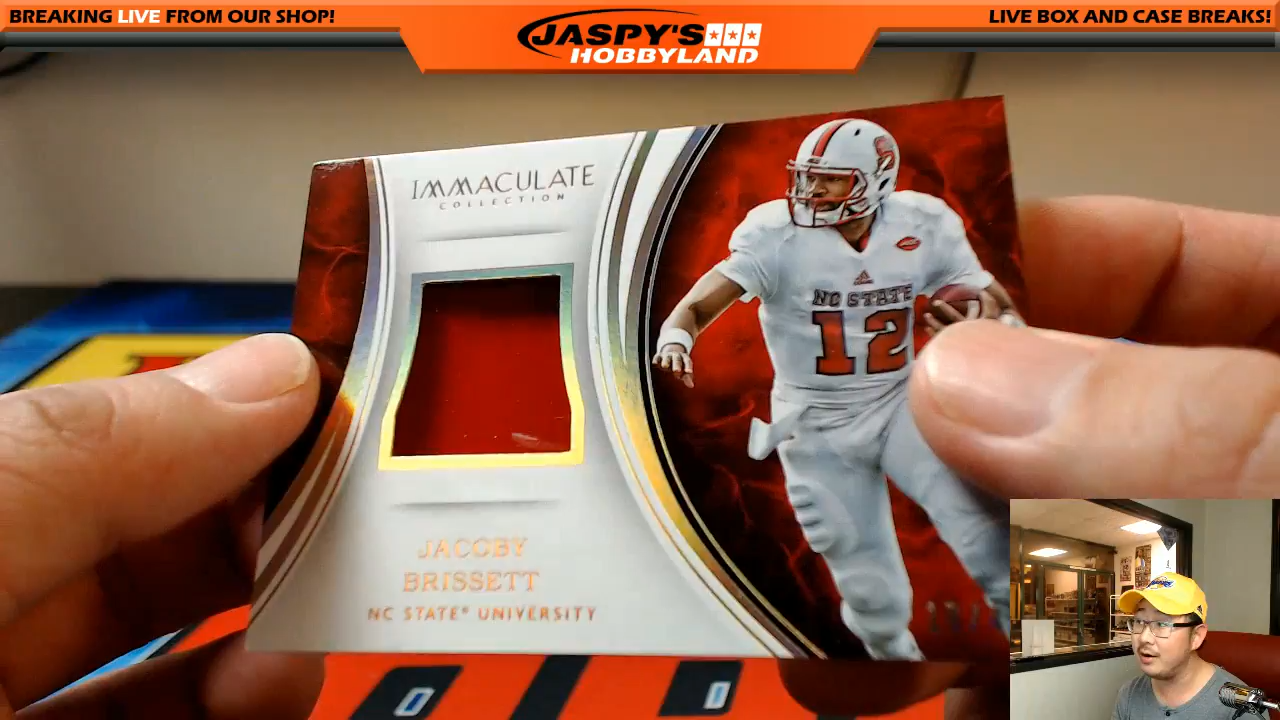 BREAKING LIVE FROM OUR SHOP!
JASPY'S
HOBBYLAND
LIVE BOX AND CASE BREAKS!
IMMACULATE
COLLECTION
NC STATE
12
JACOBY
BRISSETT
NC STATE UNIVERSITY